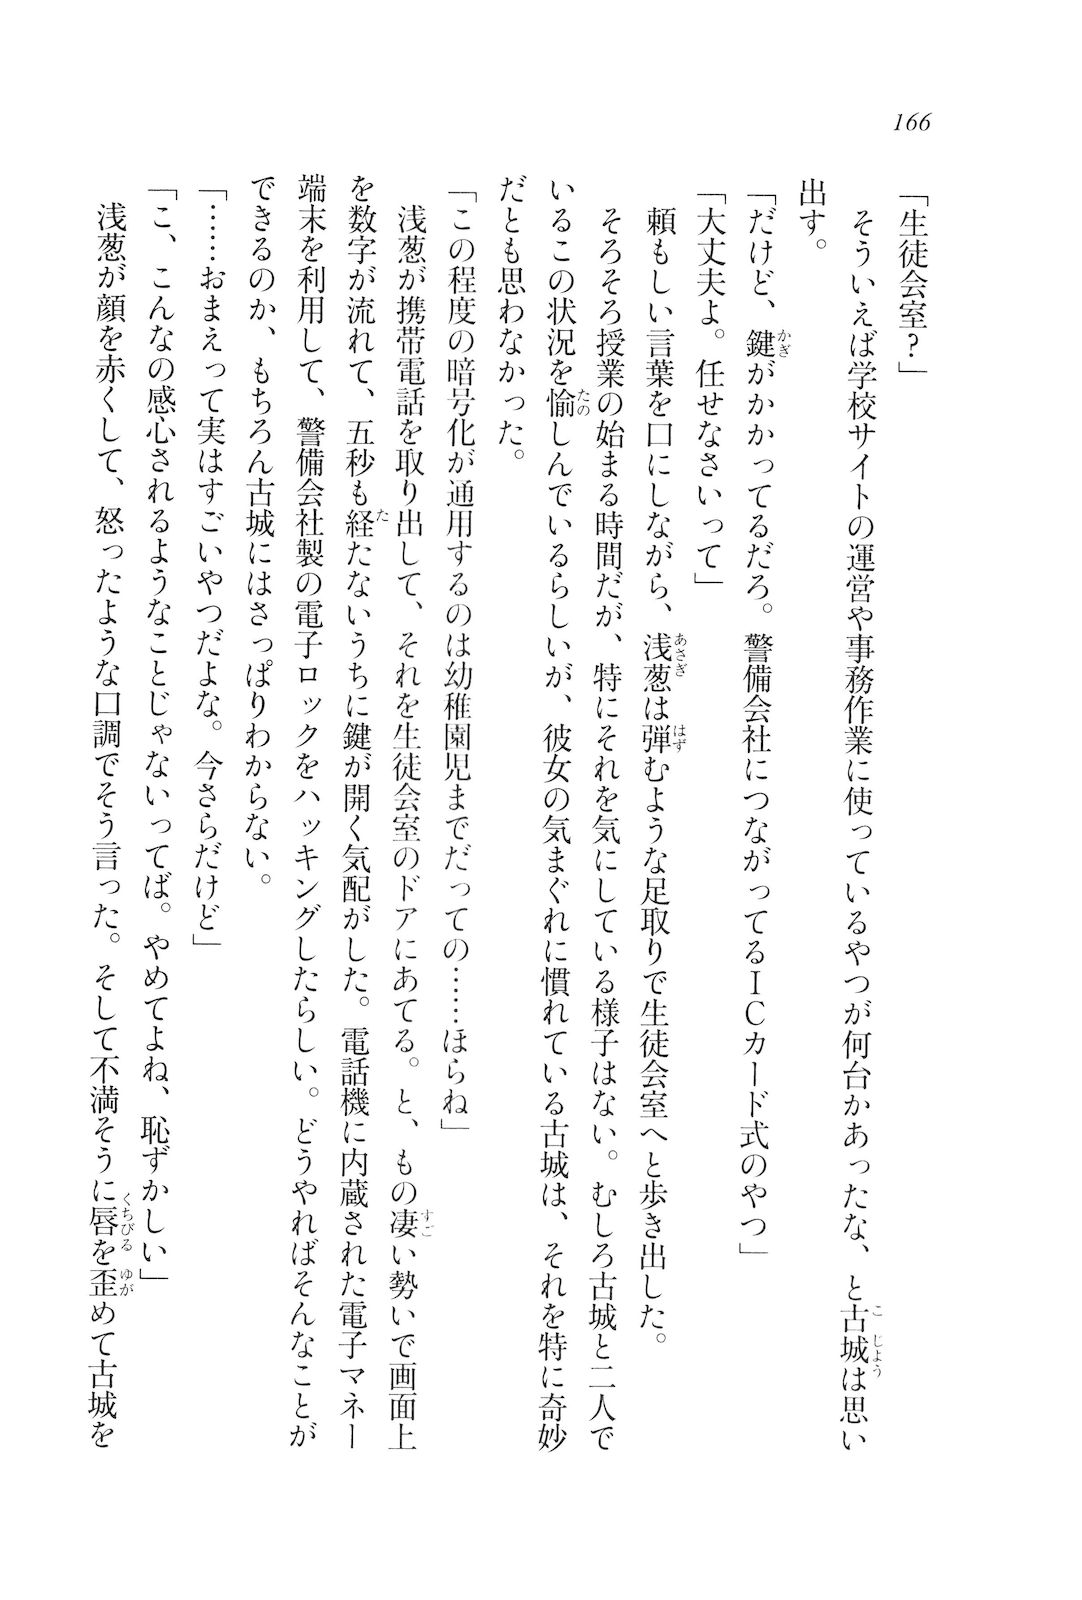 166
「生徒会室？」
　そういえば学校サイトの運営や事務作業に使っているやつが何台かあったな、と古城は思い
出す。
「だけど、鍵がかかってるだろ。警備会社につながってるＩＣカード式のやつ」
「大丈夫よ。任せなさいって」
　頼もしい言葉を口にしながら、浅葱は弾むような足取りで生徒会室へと歩き出した。
　そろそろ授業の始まる時間だが、特にそれを気にしている様子はない。むしろ古城と二人で
いるこの状況を愉しんでいるらしいが、彼女の気まぐれに慣れている古城は、それを特に奇妙
だとも思わなかった。
「この程度の暗号化が通用するのは幼稚園児までだっての……ほらね」
　浅葱が携帯電話を取り出して、それを生徒会室のドアにあてる。と、もの凄い勢いで画面上
を数字が流れて、五秒も経たないうちに鍵が開く気配がした。電話機に内蔵された電子マネー
端末を利用して、警備会社製の電子ロックをハッキングしたらしい。どうやればそんなことが
できるのか、もちろん古城にはさっぱりわからない。
「……おまえって実はすごいやつだよな。今さらだけど」
「こ、こんなの感心されるようなことじゃないってば。やめてよね、恥ずかしい」
　浅葱が顔を赤くして、怒ったような口調でそう言った。そして不満そうに唇を歪めて古城を